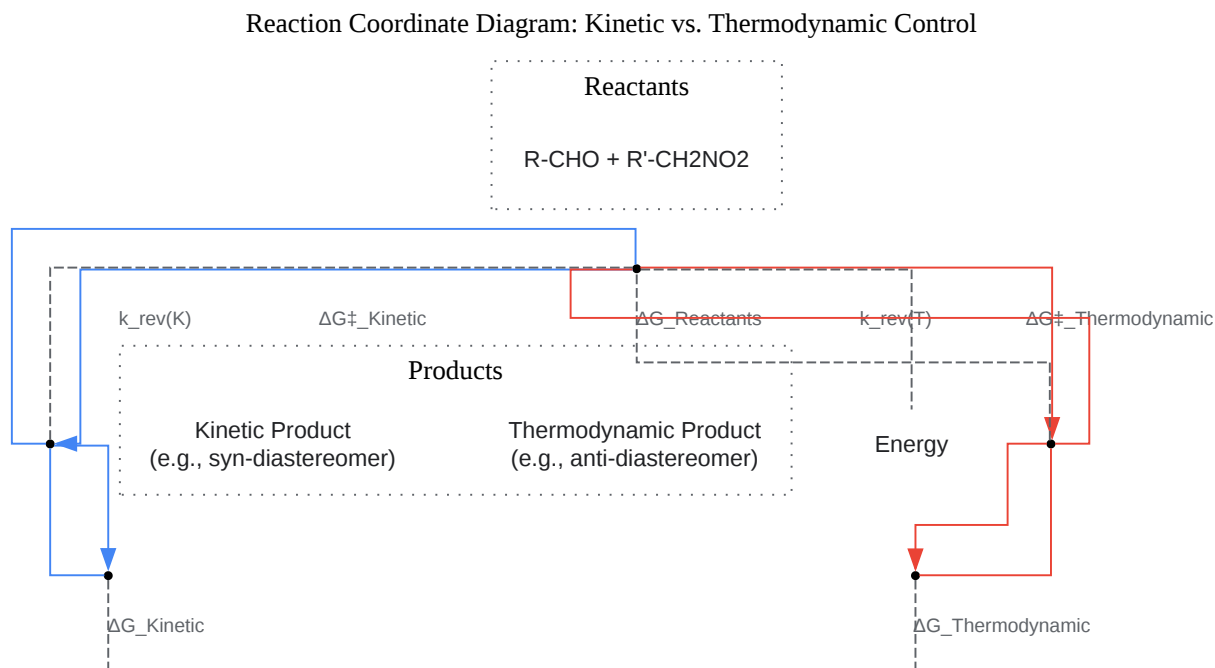 Reaction Coordinate Diagram: Kinetic vs. Thermodynamic Control
Reactants
R-CHO + R'-CH2NO2
k_rev(K)
ΔG‡_Kinetic
ΔG_Reactants
k_rev(T)
ΔG‡_Thermodynamic
Products
Kinetic Product
(e.g., syn-diastereomer)
Thermodynamic Product
(e.g., anti-diastereomer)
Energy
ΔG_Kinetic
ΔG_Thermodynamic